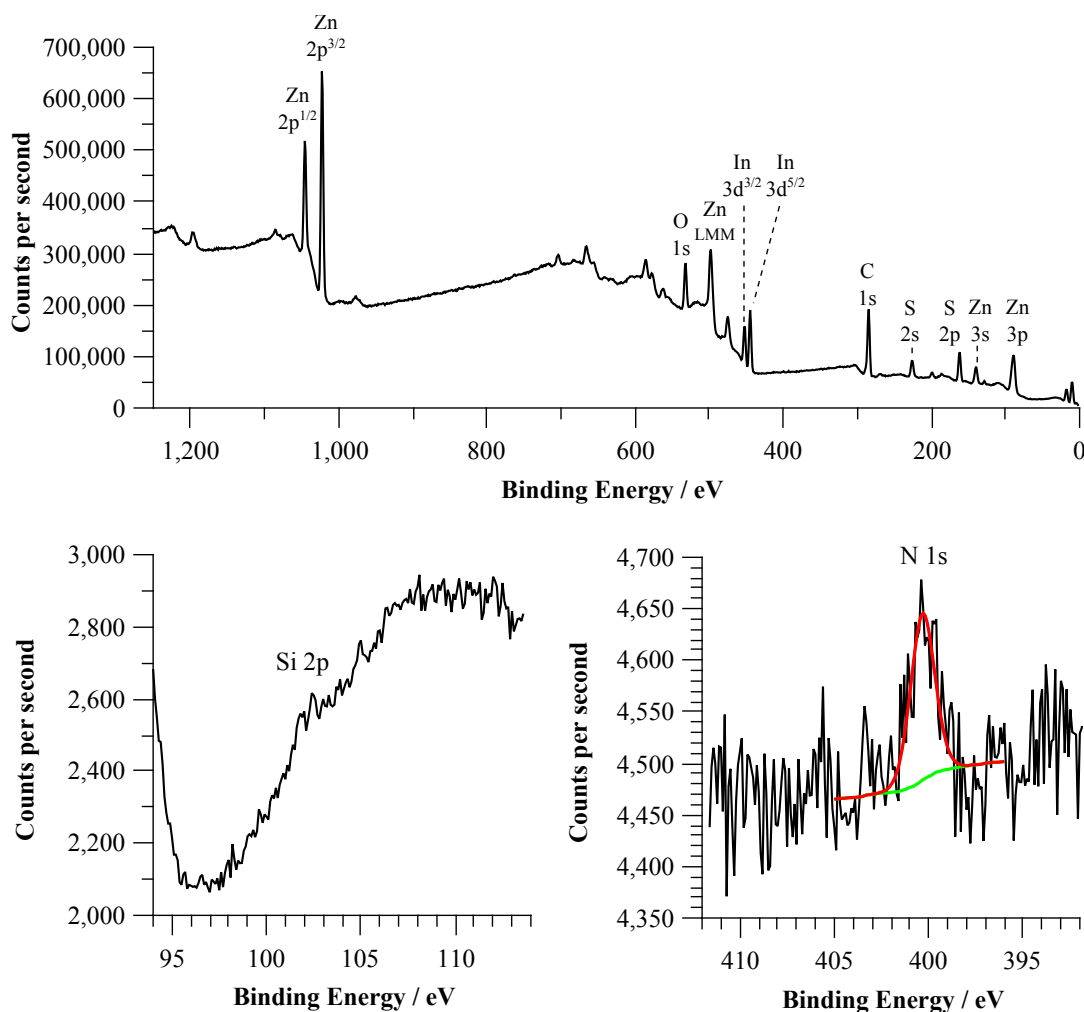 Zn
2p3/2
Zn
2p1/2
In
3d3/2
In
3d5/2
O
1s
Zn
LMM
C
1s
S
2s
S
2p
Zn
3s
Zn
3p
700,000
600,000
500,000
400,000
300,000
200,000
100,000
0
Counts per second
1,200
1,000
800
600
400
200
0
Binding Energy / eV
3,000
2,800
2,600
2,400
2,200
2,000
Counts per second
Si 2p
95
100
105
110
Binding Energy / eV
N 1s
4,700
4,650
4,600
4,550
4,500
4,450
4,400
4,350
Counts per second
410
405
400
395
Binding Energy / eV